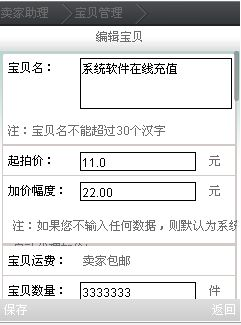 卖家助理 宝贝管理
编辑宝贝
宝贝名： 系统软件在线充值
注：宝贝名不能超过30个汉字
起拍价： 11.0 元
加价幅度： 22.00 元
注：如果您不输入任何数据，则默认为系统
宝贝运费： 卖家包邮
宝贝数量： 3333333 件
保存 返回